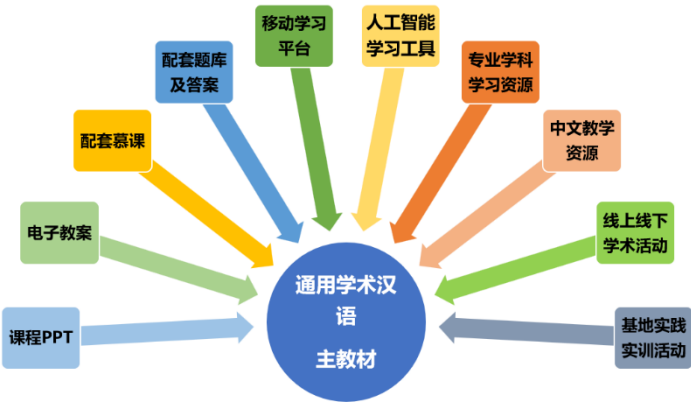 移动学习
平台
人工智能
学习工具
配套题库
及答案
专业学科
学习资源
配套慕课
中文教学
资源
电子教案
线上线下
学术活动
课程PPT
基地实践
实训活动
通用学术汉
语
主教材